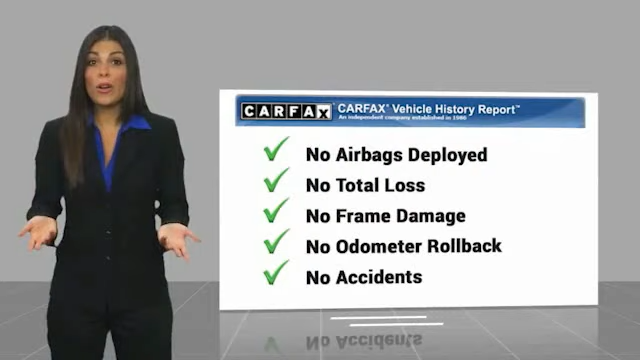 CARFAX CARFAX® Vehicle History Report™
An independent company established in 1986
No Airbags Deployed
No Total Loss
No Frame Damage
No Odometer Rollback
No Accidents